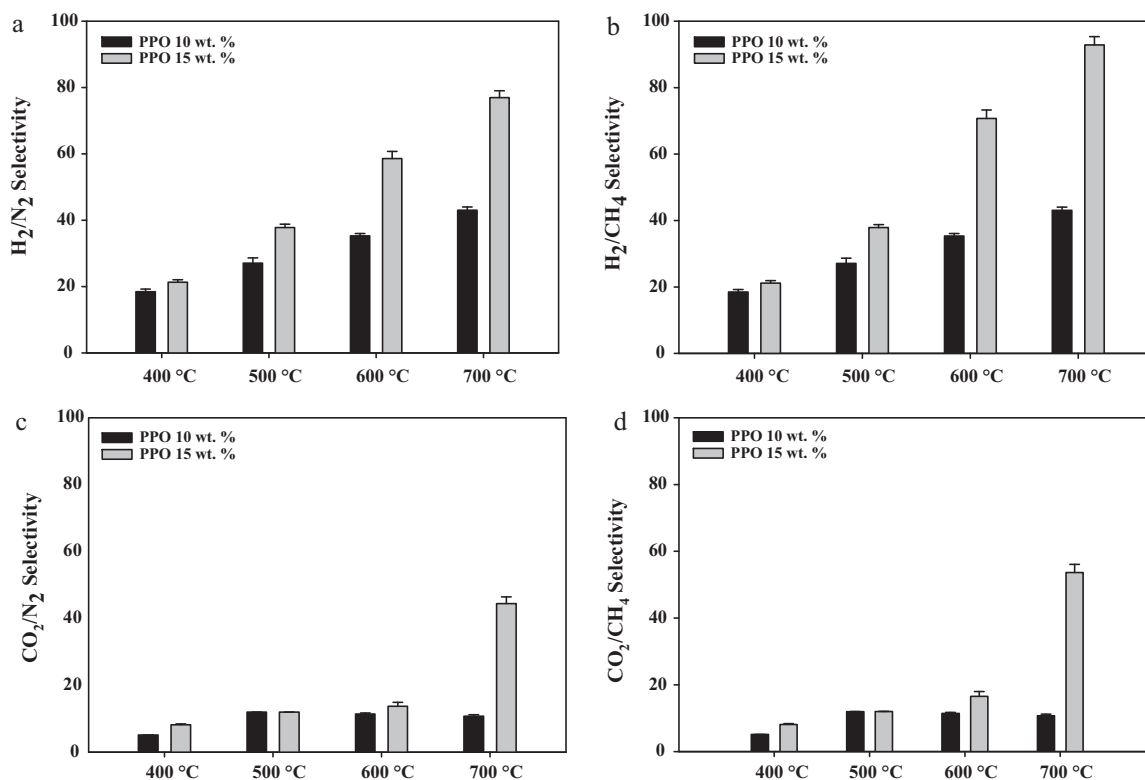 a
100
80
60
40
20
0
H2/N2 Selectivity
PPO 10 wt. %
PPO 15 wt. %
400 °C 500 °C 600 °C 700 °C
b
100
80
60
40
20
0
H2/CH4 Selectivity
PPO 10 wt. %
PPO 15 wt. %
400 °C 500 °C 600 °C 700 °C
c
100
80
60
40
20
0
CO2/N2 Selectivity
PPO 10 wt. %
PPO 15 wt. %
400 °C 500 °C 600 °C 700 °C
d
100
80
60
40
20
0
CO2/CH4 Selectivity
PPO 10 wt. %
PPO 15 wt. %
400 °C 500 °C 600 °C 700 °C